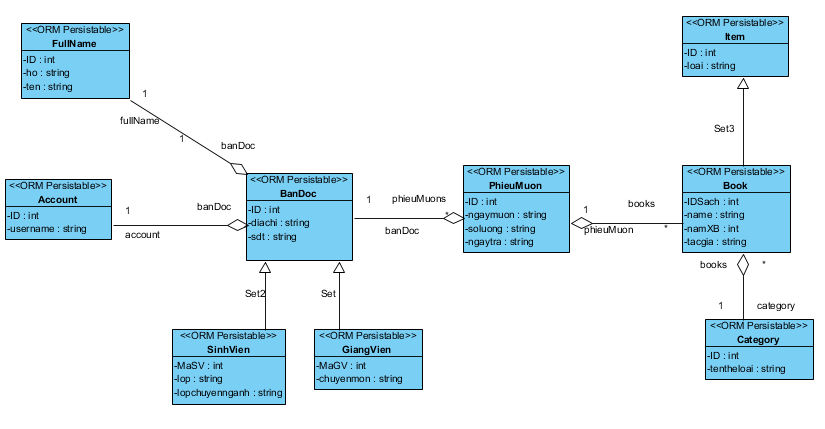 <<ORM Persistable>>
FullName
-ID : int
-ho : string
-ten : string
1
fullName
1
banDoc
<<ORM Persistable>>
Account
-ID : int
-username : string
1
account
banDoc
<<ORM Persistable>>
BanDoc
-ID : int
-diachi : string
-sdt : string
1
phieuMuons
*
banDoc
<<ORM Persistable>>
PhieuMuon
-ID : int
-ngaymuon : string
-soluong : string
-ngaytra : string
1
books
phieuMuon
*
<<ORM Persistable>>
Item
-ID : int
-loai : string
Set3
<<ORM Persistable>>
Book
-IDSach : int
-name : string
-namXB : int
-tacgia : string
books
*
1
category
<<ORM Persistable>>
Category
-ID : int
-tentheloai : string
Set2
Set
<<ORM Persistable>>
SinhVien
-MaSV : int
-lop : string
-lopchuyennganh : string
<<ORM Persistable>>
GiangVien
-MaGV : int
-chuyenmon : string